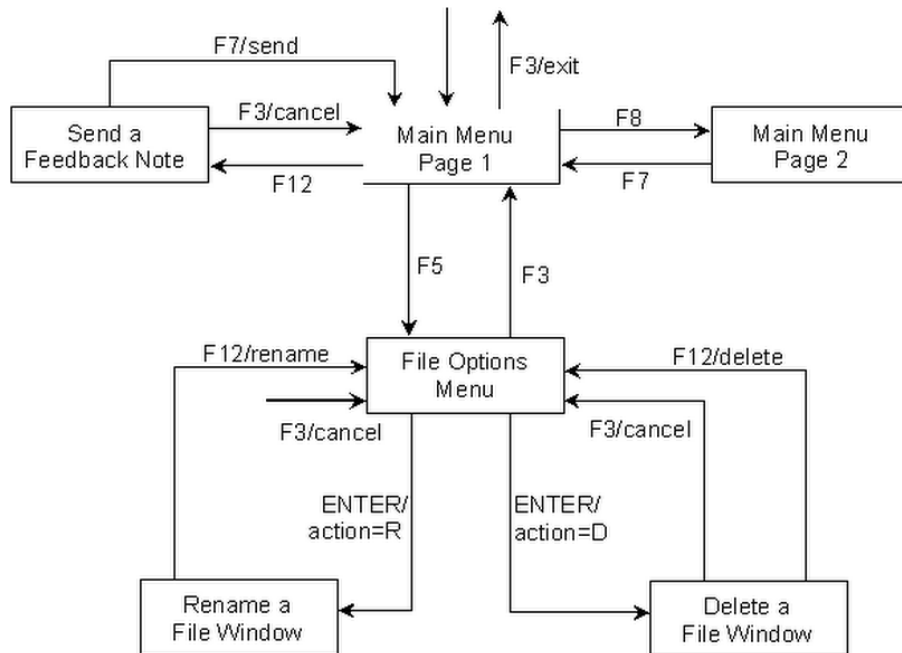 F7/send
F3/exit
F3/cancel
F8
Send a
Feedback Note
Main Menu
Page 1
Main Menu
Page 2
F12
F7
F5
F3
F12/rename
File Options
Menu
F12/delete
F3/cancel
F3/cancel
ENTER/
action=R
ENTER/
action=D
Rename a
File Window
Delete a
File Window